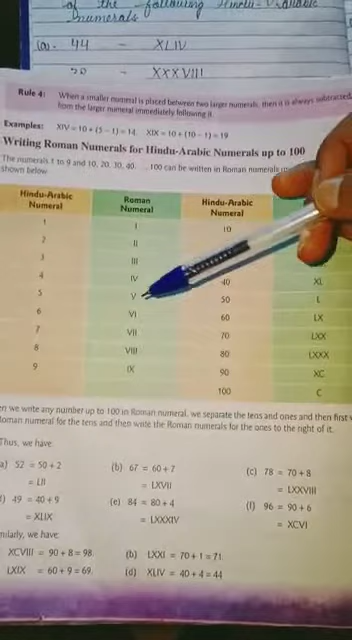 of the following Hindu-Arabic
numerals
(a). 44 - XLIV
- XXXVIII
Rule 4: When a smaller numeral is placed between two larger numerals, then it is always subtracted
from the larger numeral immediately following it.
Examples: XIV = 10 + (5 – 1) = 14, XIX = 10 + (10 – 1) = 19
Writing Roman Numerals for Hindu-Arabic Numerals up to 100
The numerals 1 to 9 and 10, 20, 30, 40, ... 100 can be written in Roman numerals
shown below
Hindu-Arabic Numeral Roman Numeral Hindu-Arabic Numeral
1 I 10
2 II
3 III
4 IV 40 XL
5 V 50 L
6 VI 60 LX
7 VII 70 LXX
8 VIII 80 LXXX
9 IX 90 XC
100 C
en we write any number up to 100 in Roman numeral, we separate the tens and ones and then first
Roman numeral for the tens and then write the Roman numerals for the ones to the right of it.
Thus, we have
a) 52 = 50 + 2 (b) 67 = 60 + 7 (c) 78 = 70 + 8
= LII = LXVII = LXXVIII
) 49 = 40 + 9 (e) 84 = 80 + 4 (f) 96 = 90 + 6
= XLIX = LXXXIV = XCVI
milarly, we have
XCVIII = 90 + 8 = 98. (b) LXXI = 70 + 1 = 71.
LXIX = 60 + 9 = 69. (d) XLIV = 40 + 4 = 44